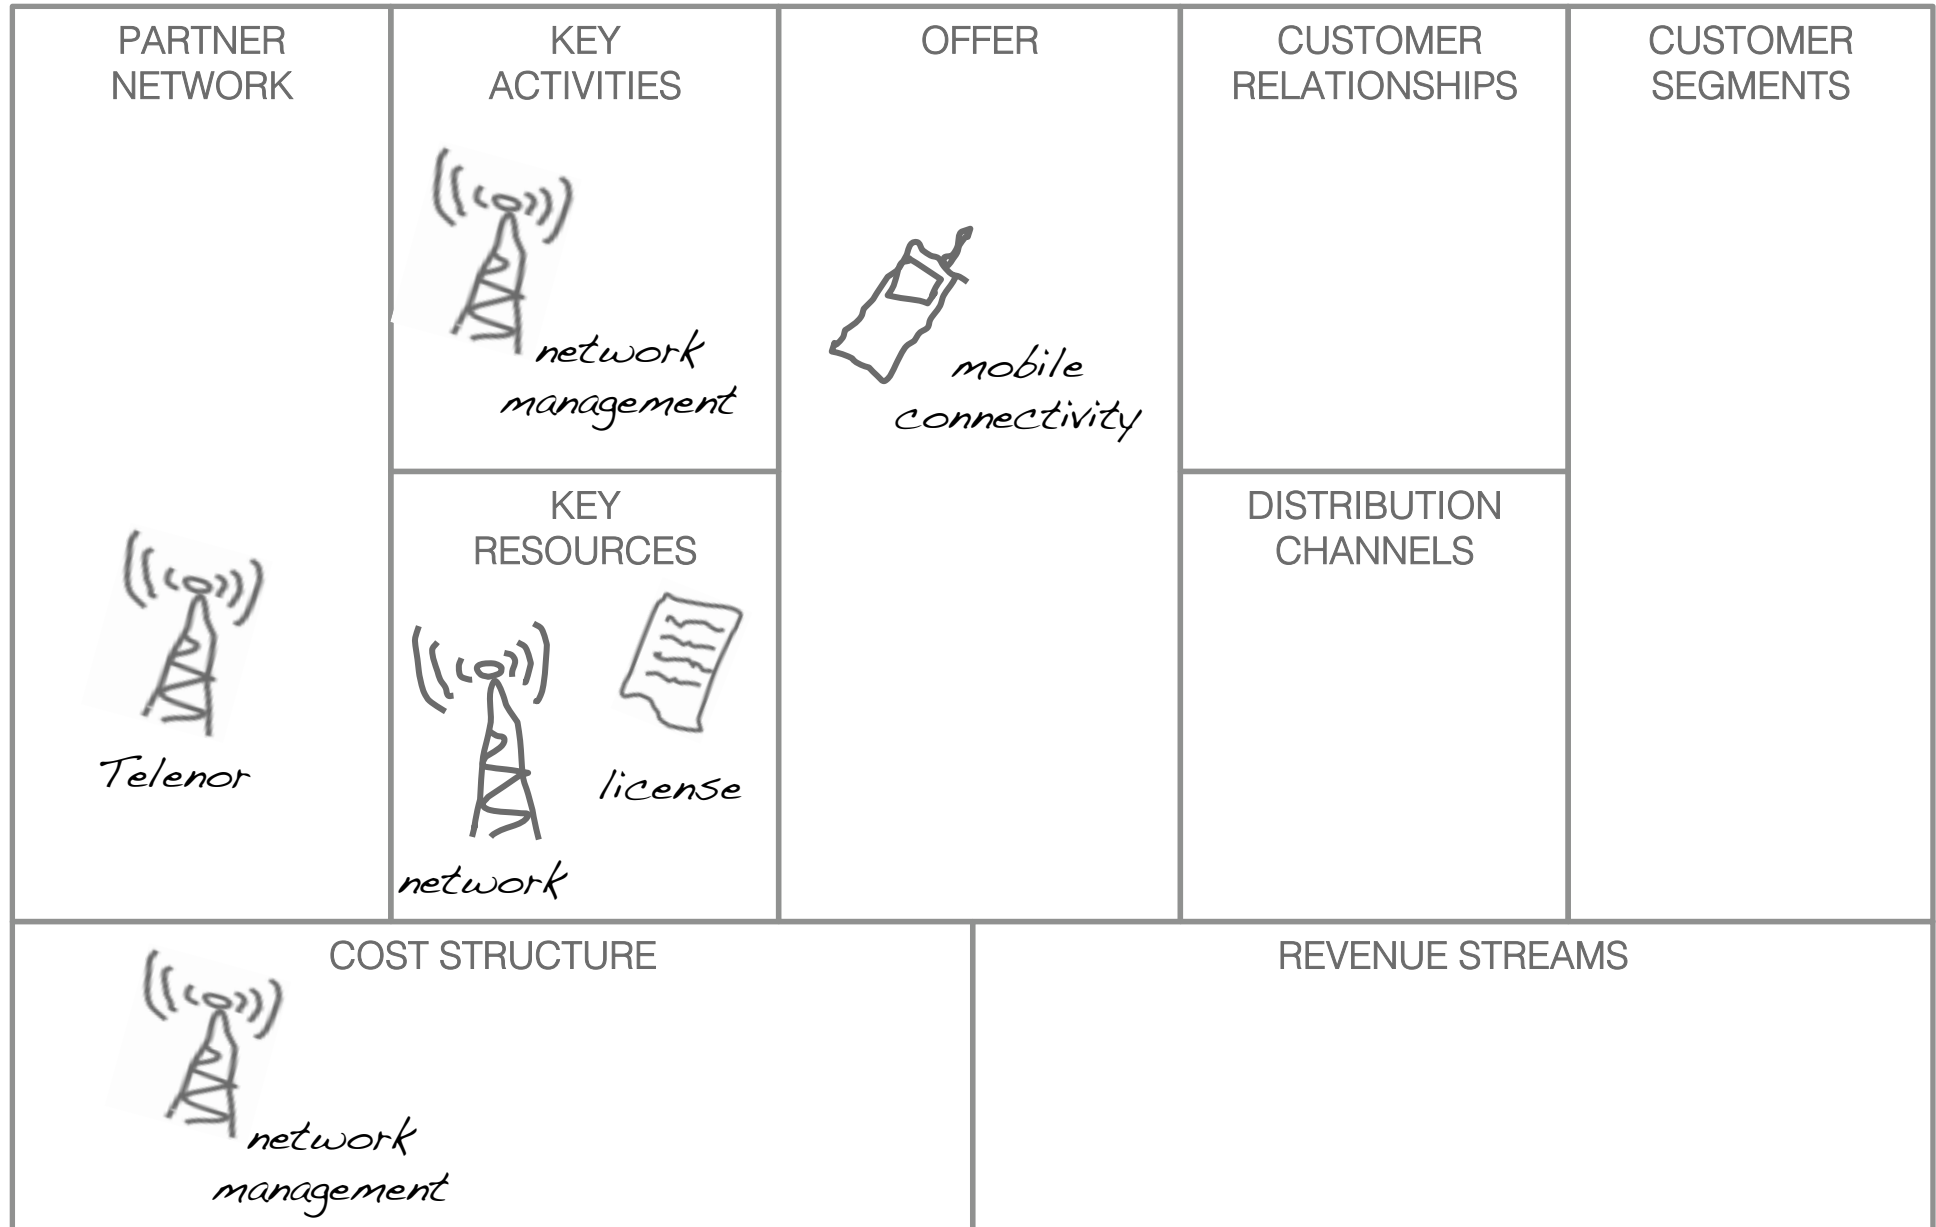 PARTNER
NETWORK
Telenor
KEY
ACTIVITIES
network
management
KEY
RESOURCES
license
network
OFFER
mobile
connectivity
CUSTOMER
RELATIONSHIPS
DISTRIBUTION
CHANNELS
CUSTOMER
SEGMENTS
COST STRUCTURE
network
management
REVENUE STREAMS